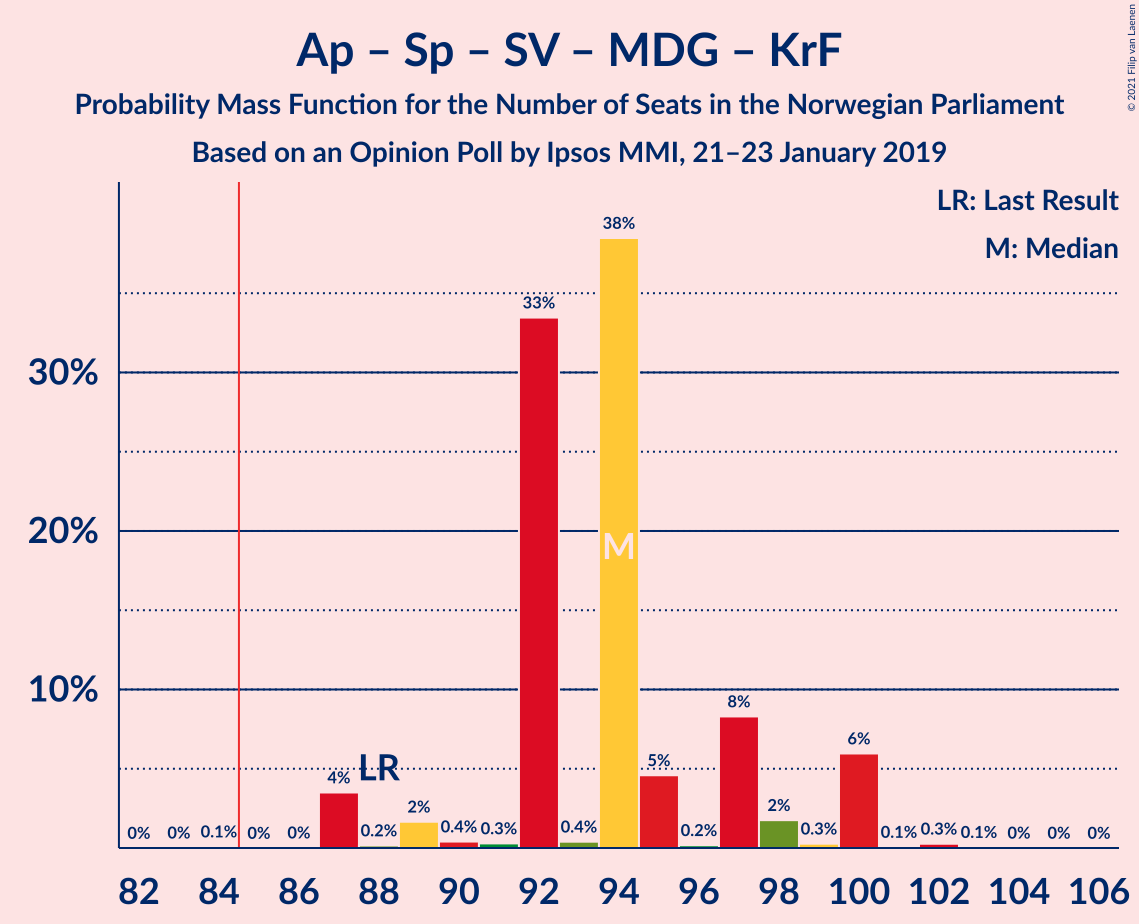 Ap – Sp – SV – MDG – KrF
Probability Mass Function for the Number of Seats in the Norwegian Parliament
Based on an Opinion Poll by Ipsos MMI, 21–23 January 2019
© 2021 Filip van Laenen
LR: Last Result
M: Median
38%
33%
30%
M
20%
10%
8%
6%
5%
LR
4%
2%
2%
0% 0% 0.1% 0% 0% 0.2% 0.4% 0.3% 0.4% 0.2% 0.3% 0.1% 0.3% 0.1% 0% 0% 0%
82 84 86 88 90 92 94 96 98 100 102 104 106